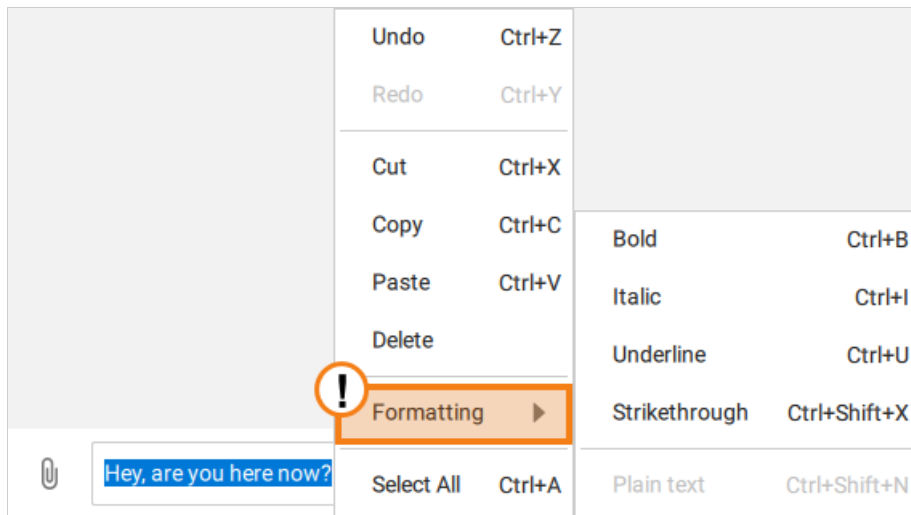 Undo Ctrl+Z
Redo Ctrl+Y
Cut Ctrl+X
Copy Ctrl+C
Paste Ctrl+V
Delete
!
Formatting
Select All Ctrl+A
Bold Ctrl+B
Italic Ctrl+I
Underline Ctrl+U
Strikethrough Ctrl+Shift+X
Plain text Ctrl+Shift+N
Hey, are you here now?